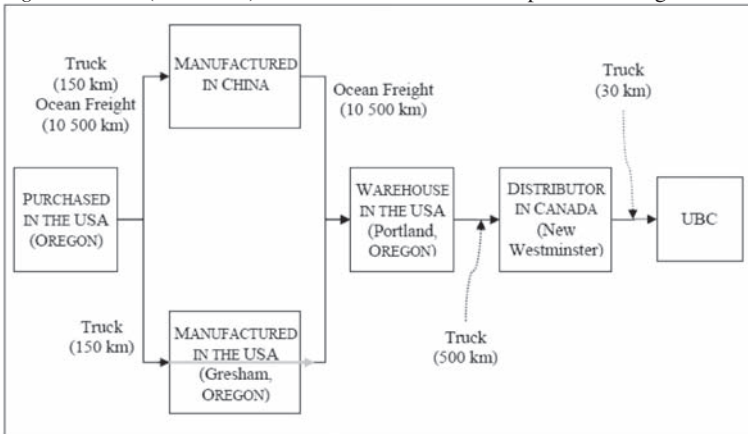 Truck
(150 km)
Ocean Freight
(10 500 km)
MANUFACTURED
IN CHINA
Ocean Freight
(10 500 km)
Truck
(30 km)
PURCHASED
IN THE USA
(OREGON)
WAREHOUSE
IN THE USA
(Portland,
OREGON)
DISTRIBUTOR
IN CANADA
(New
Westminster)
UBC
Truck
(150 km)
MANUFACTURED
IN THE USA
(Gresham,
OREGON)
Truck
(500 km)